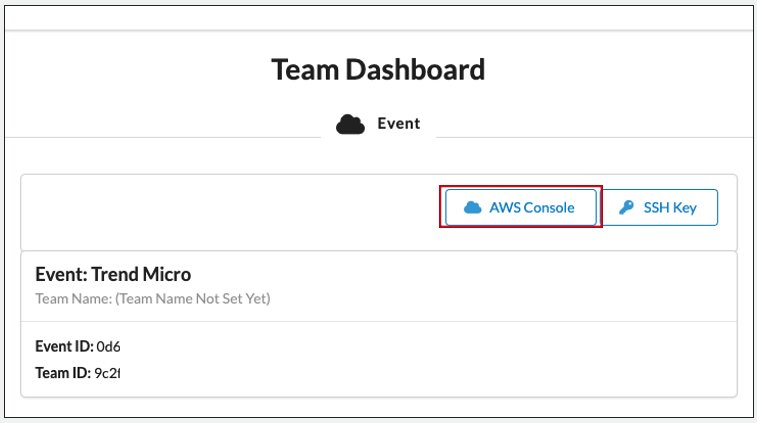 Team Dashboard
Event
AWS Console
SSH Key
Event: Trend Micro
Team Name: (Team Name Not Set Yet)
Event ID: 0d6
Team ID: 9c2f